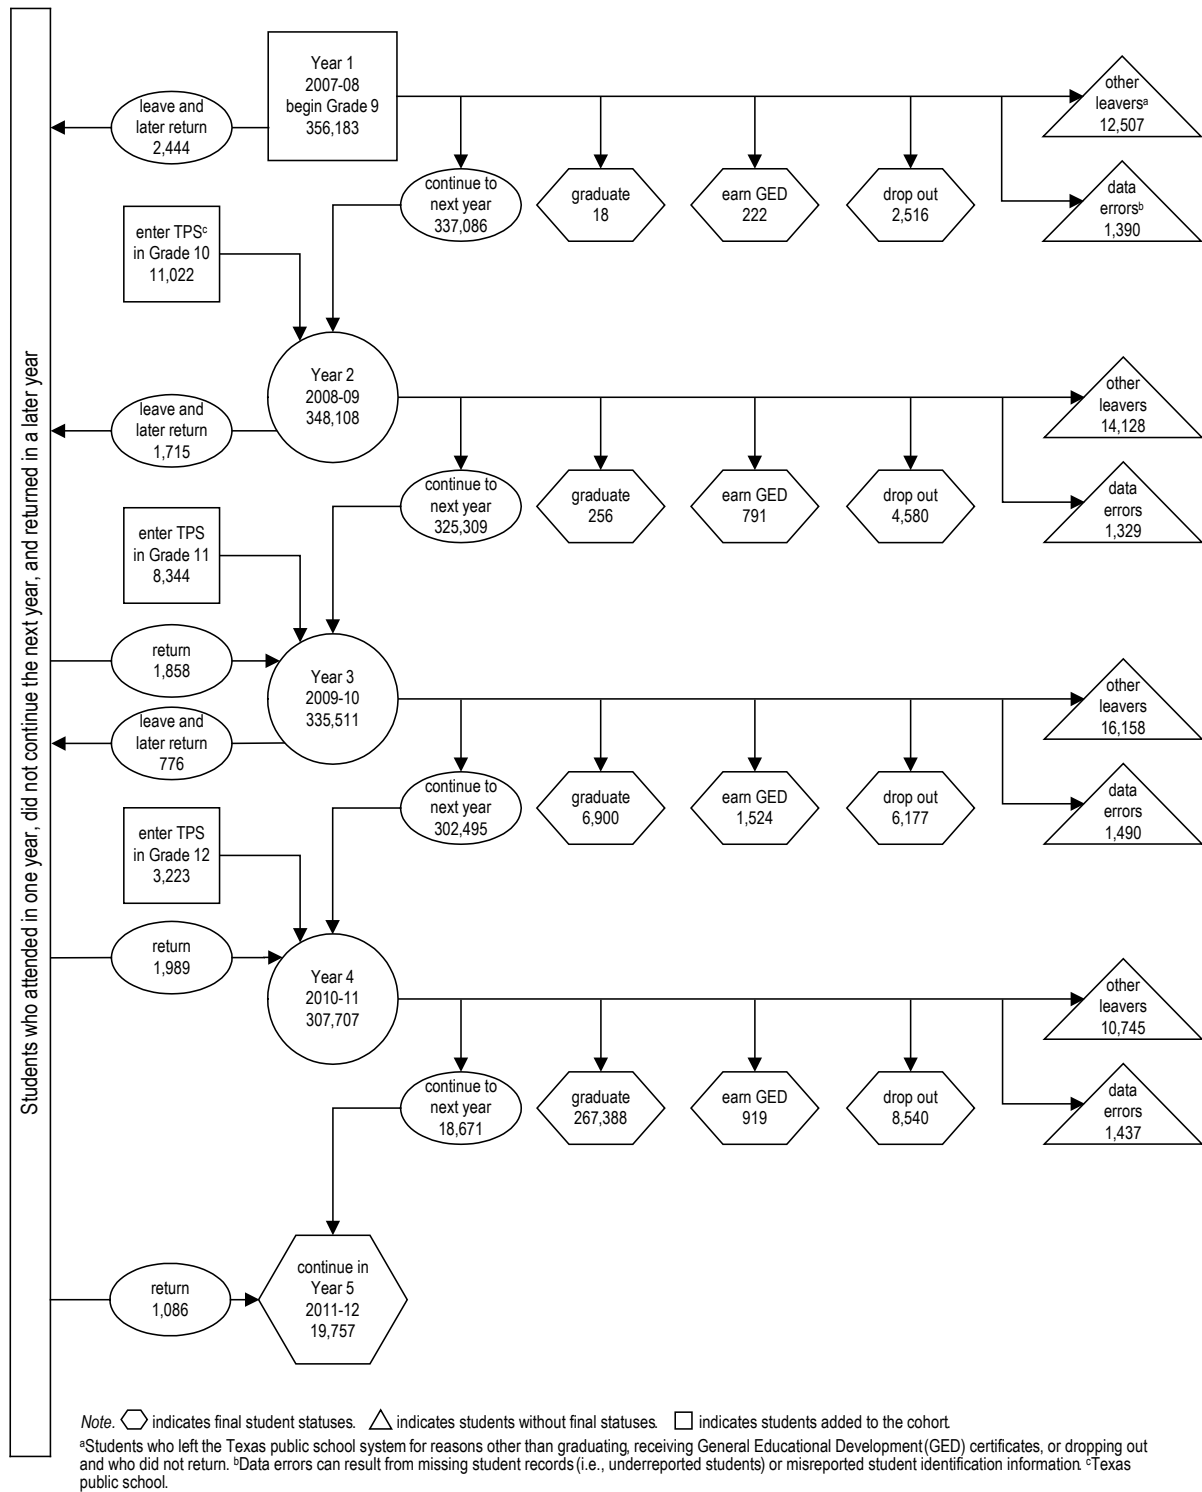 Students who attended in one year, did not continue the next year, and returned in a later year
Year 1
2007-08
begin Grade 9
356,183
leave and
later return
2,444
continue to
next year
337,086
graduate
18
earn GED
222
drop out
2,516
other
leaversᵃ
12,507
data
errorsᵇ
1,390
enter TPSᶜ
in Grade 10
11,022
Year 2
2008-09
348,108
leave and
later return
1,715
continue to
next year
325,309
graduate
256
earn GED
791
drop out
4,580
other
leavers
14,128
data
errors
1,329
enter TPS
in Grade 11
8,344
return
1,858
Year 3
2009-10
335,511
leave and
later return
776
continue to
next year
302,495
graduate
6,900
earn GED
1,524
drop out
6,177
other
leavers
16,158
data
errors
1,490
enter TPS
in Grade 12
3,223
return
1,989
Year 4
2010-11
307,707
continue to
next year
18,671
graduate
267,388
earn GED
919
drop out
8,540
other
leavers
10,745
data
errors
1,437
return
1,086
continue in
Year 5
2011-12
19,757
Note. indicates final student statuses. indicates students without final statuses. indicates students added to the cohort.
ᵃStudents who left the Texas public school system for reasons other than graduating, receiving General Educational Development (GED) certificates, or dropping out
and who did not return. ᵇData errors can result from missing student records (i.e., underreported students) or misreported student identification information. ᶜTexas
public school.